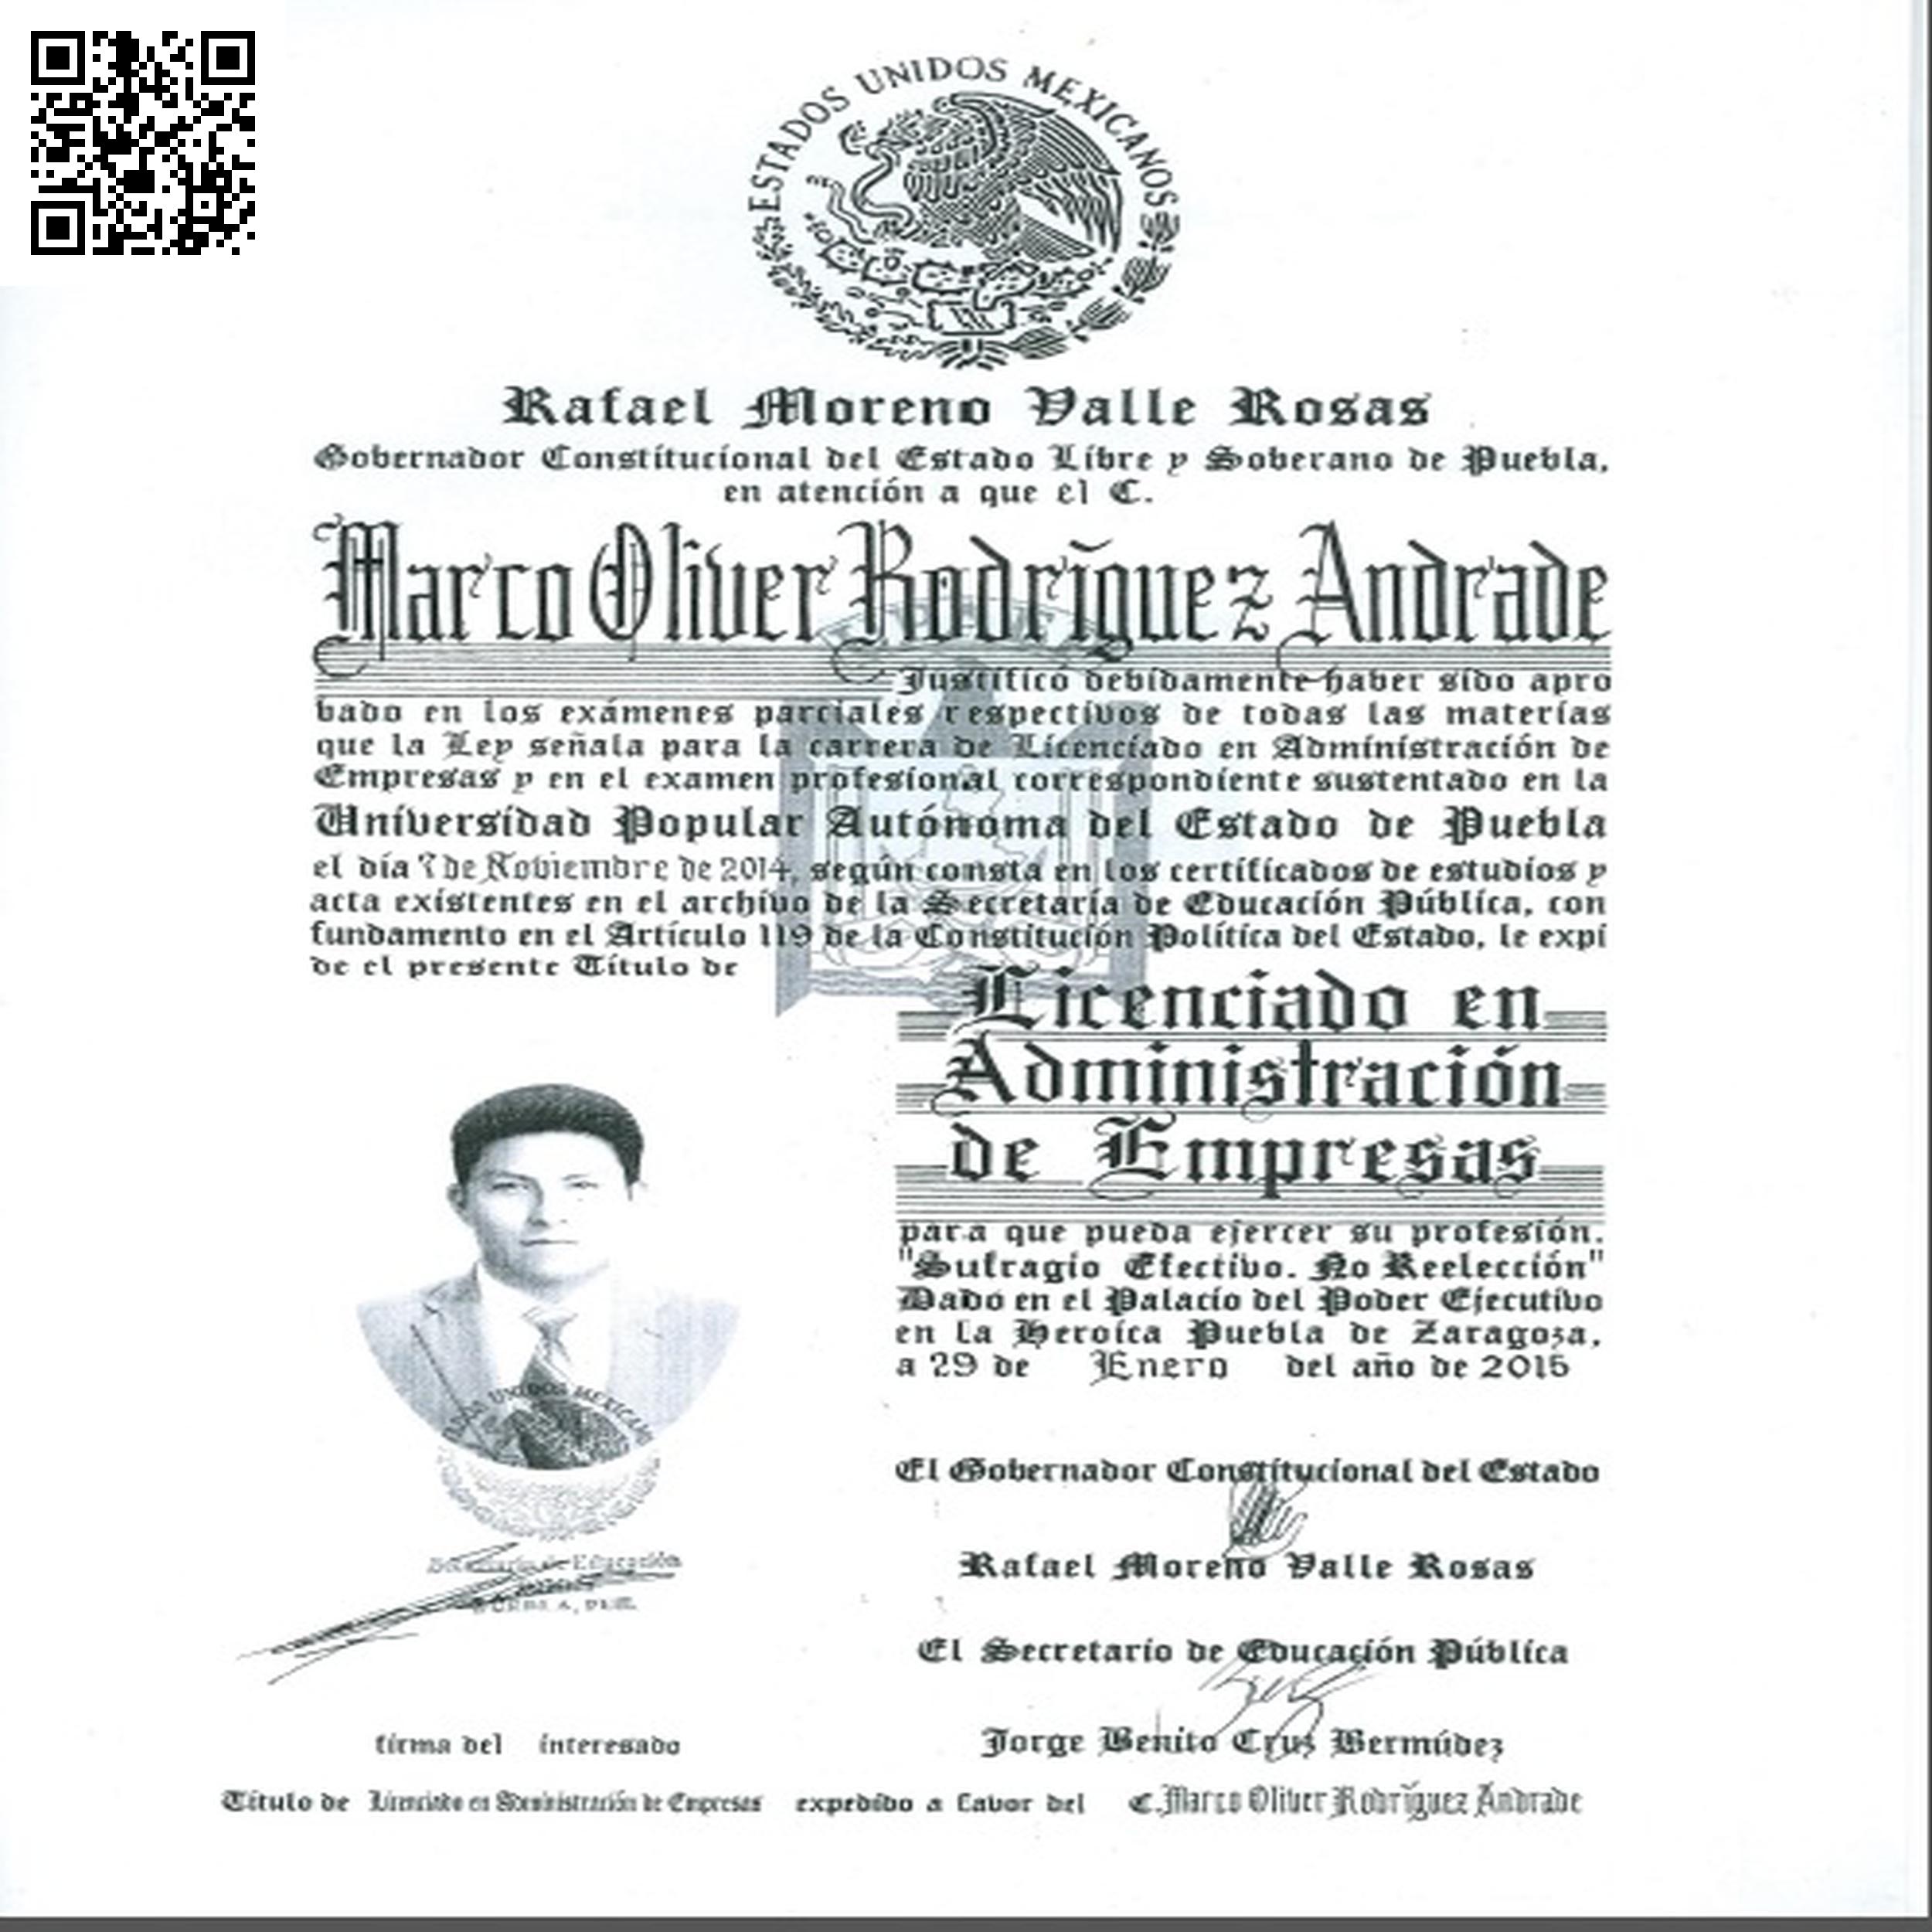 ESTADOS UNIDOS MEXICANOS
Rafael Moreno Valle Rosas
Gobernador Constitucional del Estado Libre y Soberano de Puebla,
en atención a que el C.
Marco Oliver Rodríguez Andrade
Justificó debidamente haber sido apro
bado en los exámenes parciales respectivos de todas las materias
que la Ley señala para la carrera de Licenciado en Administración de
Empresas y en el examen profesional correspondiente sustentado en la
Universidad Popular Autónoma del Estado de Puebla
el día 7 de Noviembre de 2014, según consta en los certificados de estudios y
acta existentes en el archivo de la Secretaría de Educación Pública, con
fundamento en el Artículo 119 de la Constitución Política del Estado, le expi
de el presente Título de
Licenciado en
Administración
de Empresas
para que pueda ejercer su profesión.
"Sufragio Efectivo. No Reelección"
Dado en el Palacio del Poder Ejecutivo
en la Heroica Puebla de Zaragoza,
a 29 de Enero del año de 2015
UNIDOS MEXICANOS
Secretaría de Educación
PUEBLA, PUE.
El Gobernador Constitucional del Estado
Rafael Moreno Valle Rosas
El Secretario de Educación Pública
Jorge Benito Cruz Bermúdez
firma del interesado
Título de Licenciado en Administración de Empresas expedido a favor del C. Marco Oliver Rodríguez Andrade